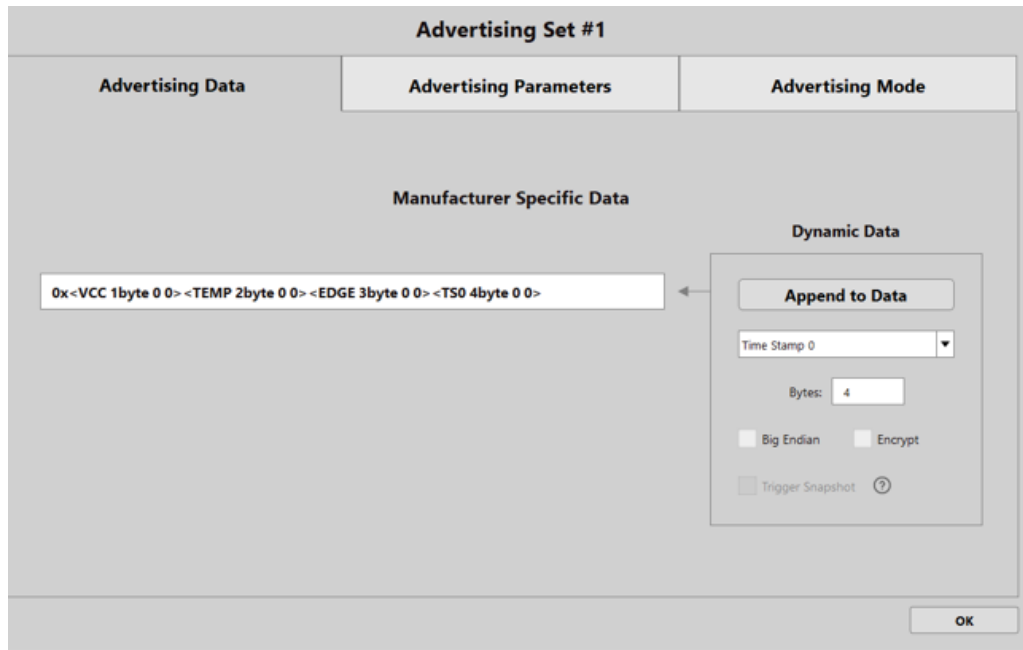 Advertising Set #1
Advertising Data
Advertising Parameters
Advertising Mode
Manufacturer Specific Data
Dynamic Data
0x<VCC 1byte 0 0><TEMP 2byte 0 0><EDGE 3byte 0 0><TS0 4byte 0 0>
Append to Data
Time Stamp 0
Bytes: 4
Big Endian
Encrypt
Trigger Snapshot ?
OK